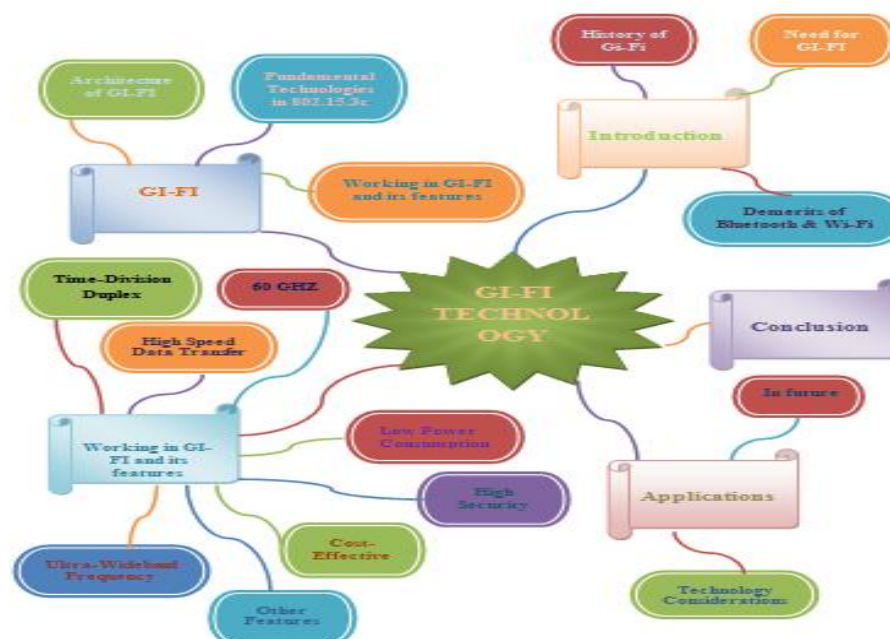 History of
Gi-Fi
Need for
GI-FI
Introduction
Demerits of
Bluetooth & Wi-Fi
Architecture
of GI-FI
Fundamental
Technologies
in 802.15.3c
GI-FI
Working in GI-FI
and its features
Time-Division
Duplex
60 GHZ
High Speed
Data Transfer
GI-FI
TECHNOL
OGY
Conclusion
In future
Working in GI-
FI and its
features
Low Power
Consumption
High
Security
Applications
Ultra-Wideband
Frequency
Cost-
Effective
Other
Features
Technology
Considerations